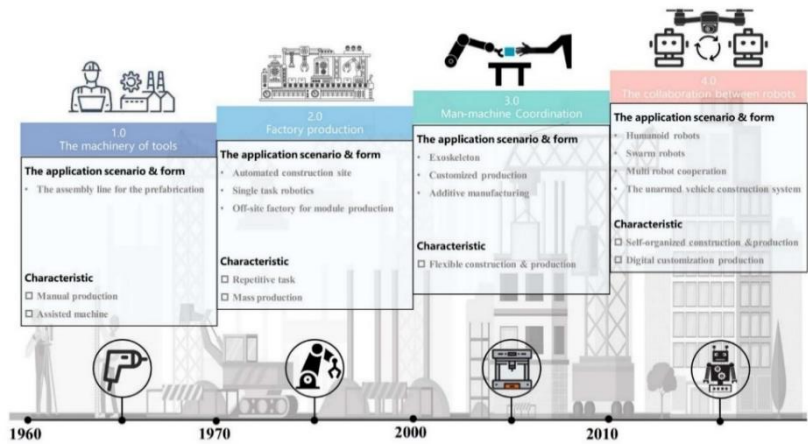 1.0
The machinery of tools
The application scenario & form
• The assembly line for the prefabrication
Characteristic
☐ Manual production
☐ Assisted machine
2.0
Factory production
The application scenario & form
• Automated construction site
• Single task robotics
• Off-site factory for module production
Characteristic
☐ Repetitive task
☐ Mass production
3.0
Man-machine Coordination
The application scenario & form
• Exoskeleton
• Customized production
• Additive manufacturing
Characteristic
☐ Flexible construction & production
4.0
The collaboration between robots
The application scenario & form
• Humanoid robots
• Swarm robots
• Multi robot cooperation
• The unarmed vehicle construction system
Characteristic
☐ Self-organized construction &production
☐ Digital customization production
1960
1970
2000
2010